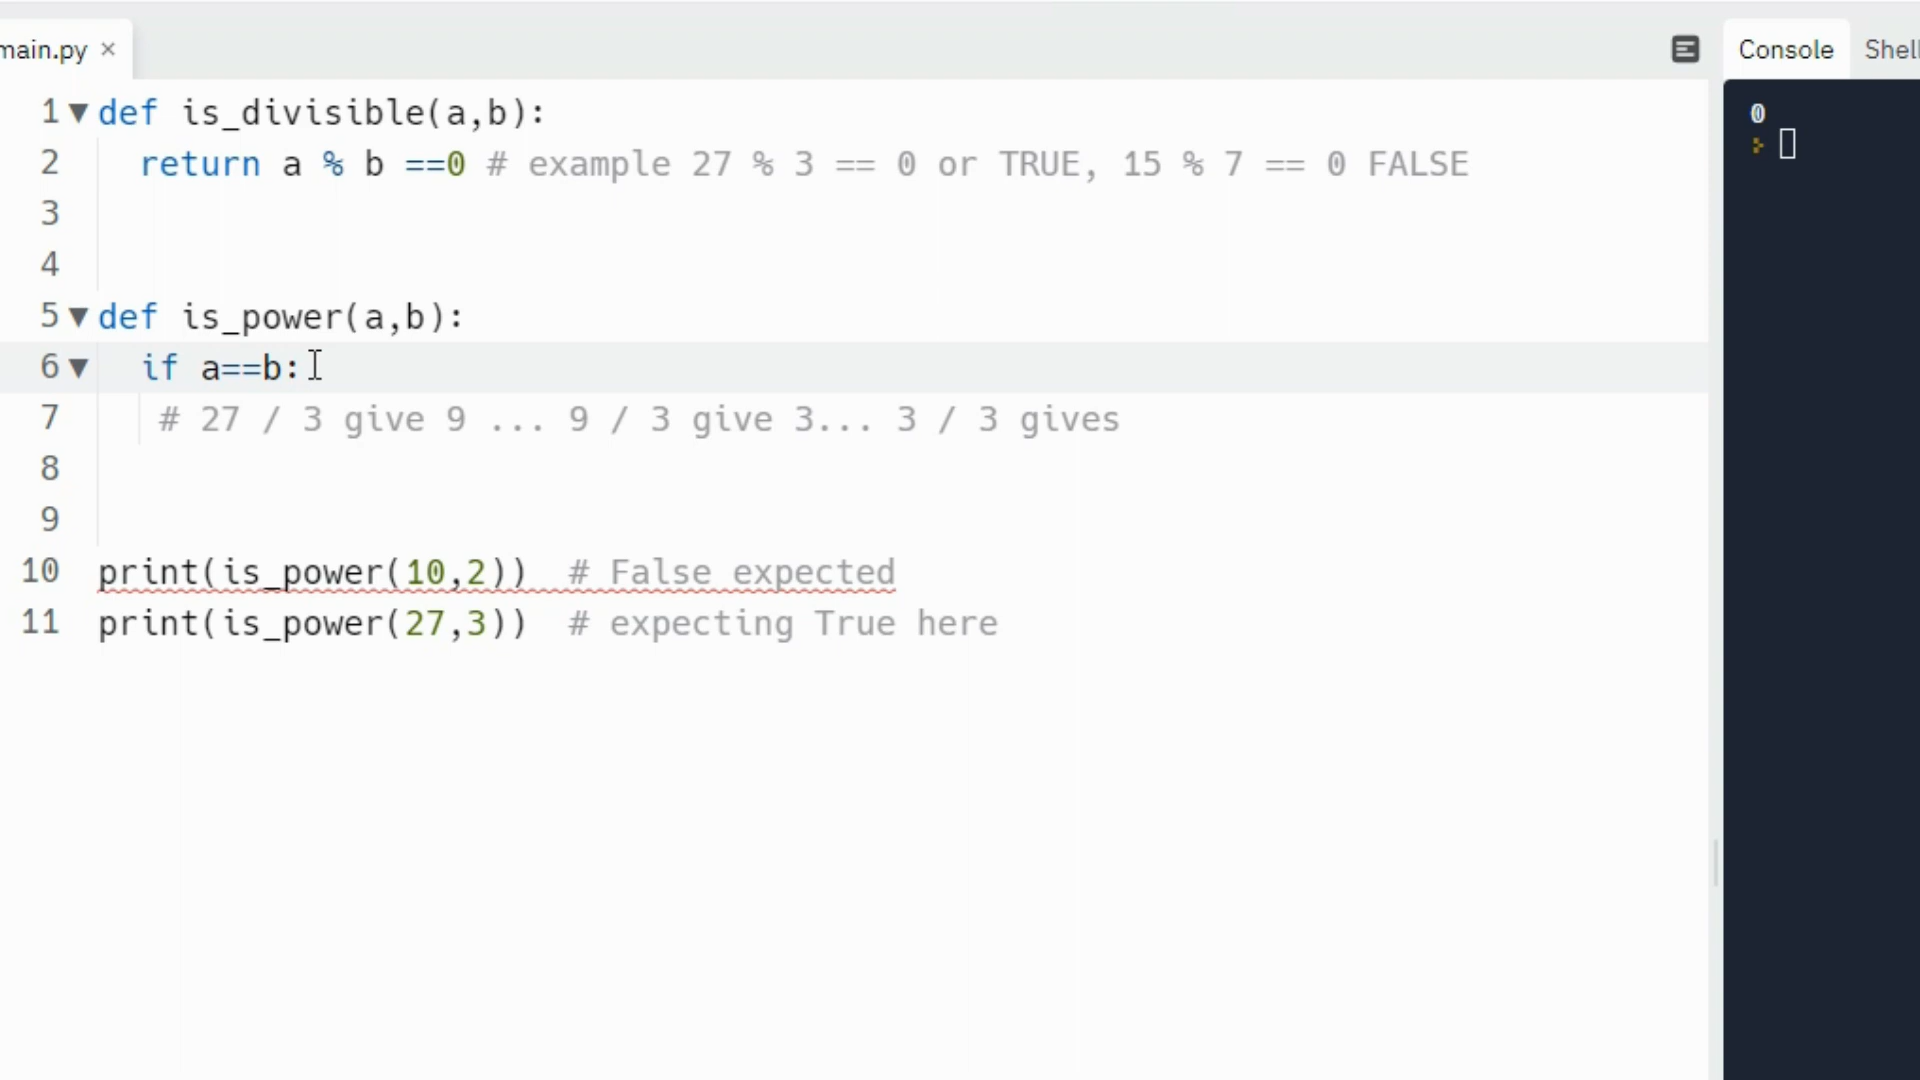 main.py ×
Console Shell
1 def is_divisible(a,b):
2 return a % b ==0 # example 27 % 3 == 0 or TRUE, 15 % 7 == 0 FALSE
3
4
5 def is_power(a,b):
6 if a==b:
7 # 27 / 3 give 9 ... 9 / 3 give 3... 3 / 3 gives
8
9
10 print(is_power(10,2)) # False expected
11 print(is_power(27,3)) # expecting True here
0